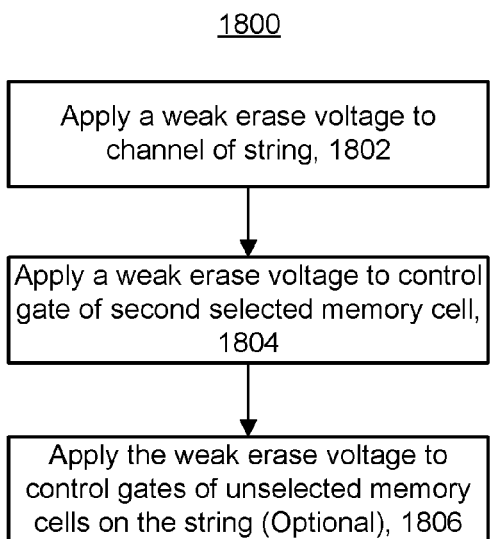 1800
Apply a weak erase voltage to
channel of string, 1802
Apply a weak erase voltage to control
gate of second selected memory cell,
1804
Apply the weak erase voltage to
control gates of unselected memory
cells on the string (Optional), 1806